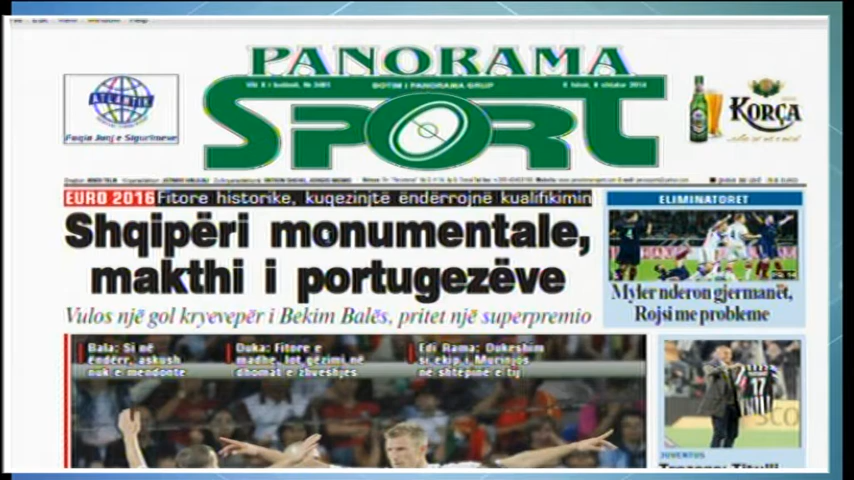 PANORAMA
SPORT
BOTIM I PANORAMA GRUP
ATLANTIK
Faqja Juaj e Sigurimeve
KORÇA
EURO 2016 Fitore historike, kuqezinjtë ëndërrojnë kualifikimin
Shqipëri monumentale,
makthi i portugezëve
Vulos një gol kryevepër i Bekim Balës, pritet një superpremio
ELIMINATORET
Myler nderon gjermanët,
Rojsi me probleme
Bala: Si në
ëndërr, askush
nuk e mendonte
Duka: Fitore e
madhe, lot gëzimi në
dhomat e zhveshjes
Edi Rama: Dukeshim
si ekip i Murinjos
në shtëpinë e tij
JUVENTUS